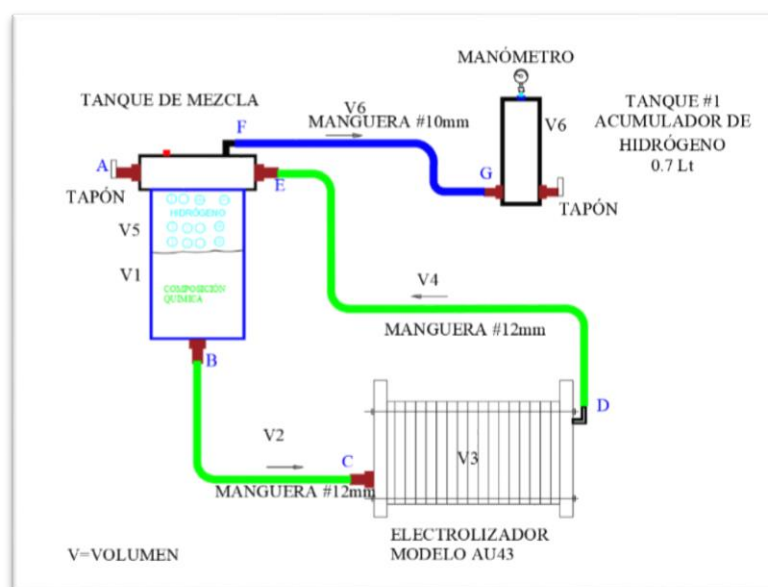 MANÓMETRO
TANQUE DE MEZCLA
V6
F
MANGUERA #10mm
V6
TANQUE #1
ACUMULADOR DE
HIDRÓGENO
0.7 Lt
A
E
G
TAPÓN
TAPÓN
HIDRÓGENO
V5
V1
COMPOSICIÓN
QUÍMICA
V4
MANGUERA #12mm
B
D
V2
C
V3
MANGUERA #12mm
ELECTROLIZADOR
MODELO AU43
V=VOLUMEN